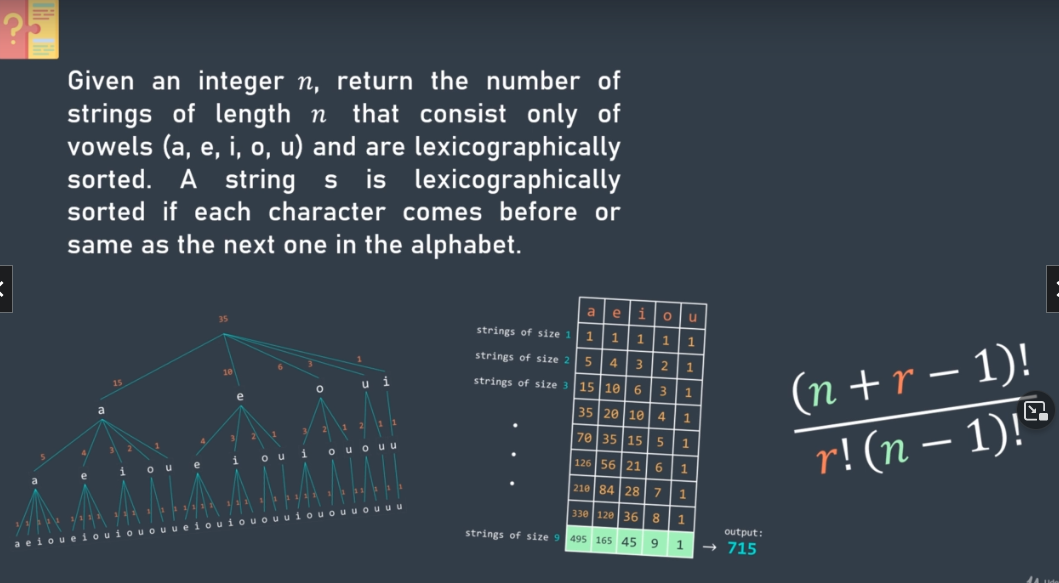 ?
Given an integer n, return the number of
strings of length n that consist only of
vowels (a, e, i, o, u) and are lexicographically
sorted. A string s is lexicographically
sorted if each character comes before or
same as the next one in the alphabet.
35
15 10 6 3 1
a e o u i
5 4 3 2 1 4 3 2 1 3 2 1 2 1 1
a e i o u e i o u i o u o u u
a e i o u e i o u i o u o u u e i o u i o u o u u i o u o u u o u u u
a e i o u
strings of size 1 1 1 1 1 1
strings of size 2 5 4 3 2 1
strings of size 3 15 10 6 3 1
35 20 10 4 1
70 35 15 5 1
126 56 21 6 1
210 84 28 7 1
330 120 36 8 1
strings of size 9 495 165 45 9 1
→ output:
715
(n + r − 1)!
r! (n − 1)!